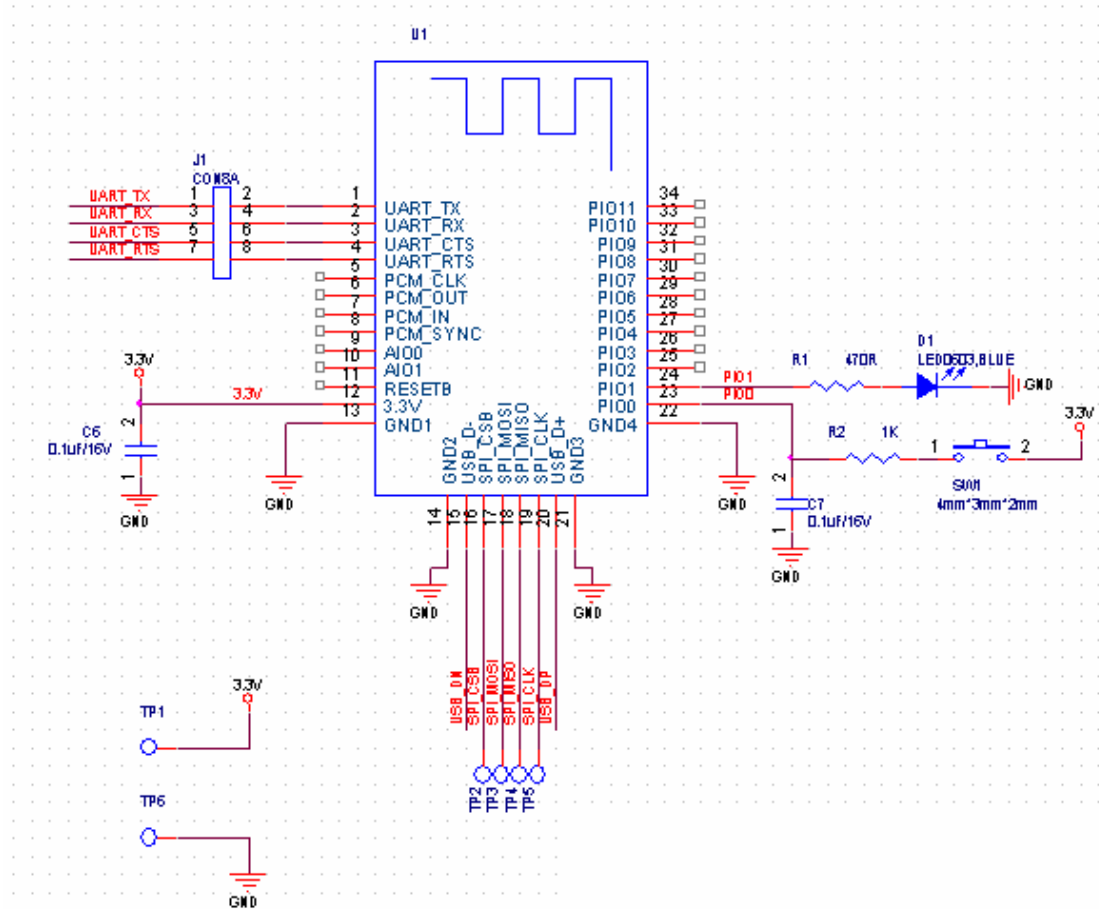 U1
J1
CON8A
UART_TX 1 2
UART_RX 3 4
UART_CTS 5 6
UART_RTS 7 8
1 UART_TX
2 UART_RX
3 UART_CTS
4 UART_RTS
5 PCM_CLK
6 PCM_OUT
7 PCM_IN
8 PCM_SYNC
9 AIO0
10 AIO1
11 RESETB
12 3.3V
13 GND1
34 PIO11
33 PIO10
32 PIO9
31 PIO8
30 PIO7
29 PIO6
28 PIO5
27 PIO4
26 PIO3
25 PIO2
24 PIO1
23 PIO0
22 GND4
GND2
USB_D-
SPI_CSB
SPI_MOSI
SPI_MISO
SPI_CLK
USB_D+
GND3
14 15 16 17 18 19 20 21
3.3V
3.3V
2
C6
0.1uF/16V
1
GND
GND
GND
GND
GND
PIO1
PIO0
R1 470R
D1
LED0603,BLUE
GND
R2 1K
1 2
3.3V
SW1
4mm*3mm*2mm
2
C7
0.1uF/16V
1
GND
USB_DN
SPI_CSB
SPI_MOSI
SPI_MISO
SPI_CLK
USB_DP
TP2
TP3
TP4
TP5
3.3V
TP1
TP6
GND